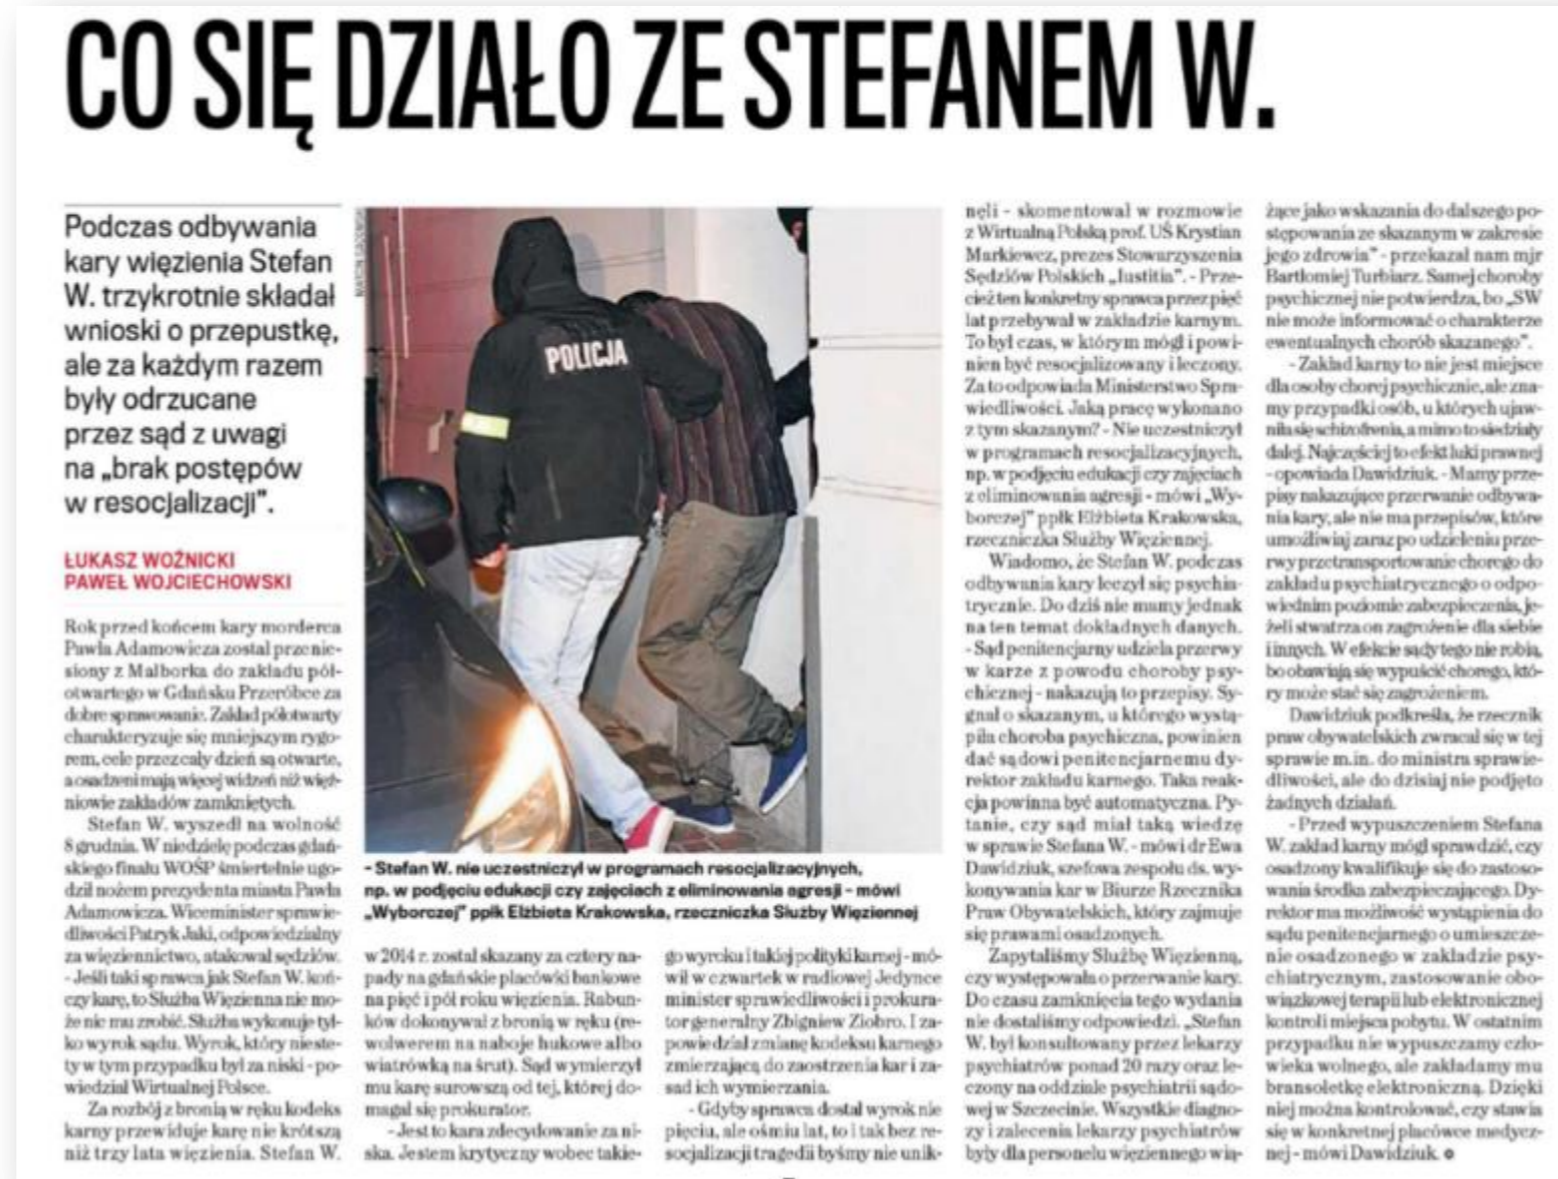 CO SIĘ DZIAŁO ZE STEFANEM W.
Podczas odbywania
kary więzienia Stefan
W. trzykrotnie składał
wnioski o przepustkę,
ale za każdym razem
były odrzucane
przez sąd z uwagi
na „brak postępów
w resocjalizacji”.
ŁUKASZ WOŹNICKI
PAWEŁ WOJCIECHOWSKI
Rok przed końcem kary morderca
Pawła Adamowicza został przenie-
siony z Malborka do zakładu pół-
otwartego w Gdańsku Przeróbce za
dobre sprawowanie. Zakład półotwarty
charakteryzuje się mniejszym rygo-
rem, cele przez cały dzień są otwarte,
a osadzeni mają więcej widzeń niż więź-
niowie zakładów zamkniętych.
Stefan W. wyszedł na wolność
8 grudnia. W niedzielę podczas gdań-
skiego finału WOŚP śmiertelnie ugo-
dził nożem prezydenta miasta Pawła
Adamowicza. Wiceminister sprawie-
dliwości Patryk Jaki, odpowiedzialny
za więziennictwo, atakował sędziów.
- Jeśli taki sprawca jak Stefan W. koń-
czy karę, to Służba Więzienna nie mo-
że nic mu zrobić. Służba wykonuje tyl-
ko wyrok sądu. Wyrok, który nieste-
ty w tym przypadku był za niski - po-
wiedział Wirtualnej Polsce.
Za rozbój z bronią w ręku kodeks
karny przewiduje karę nie krótszą
niż trzy lata więzienia. Stefan W.
POLICJA
- Stefan W. nie uczestniczył w programach resocjalizacyjnych,
np. w podjęciu edukacji czy zajęciach z eliminowania agresji - mówi
„Wyborczej” ppłk Elżbieta Krakowska, rzeczniczka Służby Więziennej
w 2014 r. został skazany za cztery na-
pady na gdańskie placówki bankowe
na pięć i pół roku więzienia. Rabun-
ków dokonywał z bronią w ręku (re-
wolwerem na naboje hukowe albo
wiatrówką na śrut). Sąd wymierzył
mu karę surowszą od tej, której do-
magał się prokurator.
- Jest to kara zdecydowanie za ni-
ska. Jestem krytyczny wobec takie-
go wyroku i takiej polityki karnej - mó-
wił w czwartek w radiowej Jedynce
minister sprawiedliwości i prokura-
tor generalny Zbigniew Ziobro. I za-
powiedział zmianę kodeksu karnego
zmierzającą do zaostrzenia kar i za-
sad ich wymierzania.
- Gdyby sprawca dostał wyrok nie
pięciu, ale ośmiu lat, to i tak bez re-
socjalizacji tragedii byśmy nie unik-
nęli - skomentował w rozmowie
z Wirtualną Polską prof. UŚ Krystian
Markiewcz, prezes Stowarzyszenia
Sędziów Polskich „Iustitia”. - Prze-
cież ten konkretny sprawca przez pięć
lat przebywał w zakładzie karnym.
To był czas, w którym mógł i powi-
nien być resocjalizowany i leczony.
Za to odpowiada Ministerstwo Spra-
wiedliwości. Jaką pracę wykonano
z tym skazanym? - Nie uczestniczył
w programach resocjalizacyjnych,
np. w podjęciu edukacji czy zajęciach
z eliminowania agresji - mówi „Wy-
borczej” ppłk Elżbieta Krakowska,
rzeczniczka Służby Więziennej.
Wiadomo, że Stefan W. podczas
odbywania kary leczył się psychia-
trycznie. Do dziś nie mamy jednak
na ten temat dokładnych danych.
- Sąd penitencjarny udziela przerwy
w karze z powodu choroby psy-
chicznej - nakazują to przepisy. Sy-
gnał o skazanym, u którego wystą-
piła choroba psychiczna, powinien
dać sądowi penitencjarnemu dy-
rektor zakładu karnego. Taka reak-
cja powinna być automatyczna. Py-
tanie, czy sąd miał taką wiedzę
w sprawie Stefana W. - mówi dr Ewa
Dawidziuk, szefowa zespołu ds. wy-
konywania kar w Biurze Rzecznika
Praw Obywatelskich, który zajmuje
się prawami osadzonych.
Zapytaliśmy Służbę Więzienną,
czy występowała o przerwanie kary.
Do czasu zamknięcia tego wydania
nie dostaliśmy odpowiedzi. „Stefan
W. był konsultowany przez lekarzy
psychiatrów ponad 20 razy oraz le-
czony na oddziale psychiatrii sądo-
wej w Szczecinie. Wszystkie diagno-
zy i zalecenia lekarzy psychiatrów
były dla personelu więziennego wią-
żące jako wskazania do dalszego po-
stępowania ze skazanym w zakresie
jego zdrowia” - przekazał nam mjr
Bartłomiej Turbiarz. Samej choroby
psychicznej nie potwierdza, bo „SW
nie może informować o charakterze
ewentualnych chorób skazanego”.
- Zakład karny to nie jest miejsce
dla osoby chorej psychicznie, ale zna-
my przypadki osób, u których ujaw-
niła się schizofrenia, a mimo to siedziały
dalej. Najczęściej to efekt luki prawnej
- opowiada Dawidziuk. - Mamy prze-
pisy nakazujące przerwanie odbywa-
nia kary, ale nie ma przepisów, które
umożliwiaj zaraz po udzieleniu prze-
rwy przetransportowanie chorego do
zakładu psychiatrycznego o odpo-
wiednim poziomie zabezpieczenia, je-
żeli stwarza on zagrożenie dla siebie
i innych. W efekcie sądy tego nie robią,
bo obawiają się wypuścić chorego, któ-
ry może stać się zagrożeniem.
Dawidziuk podkreśla, że rzecznik
praw obywatelskich zwracał się w tej
sprawie m.in. do ministra sprawie-
dliwości, ale do dzisiaj nie podjęto
żadnych działań.
- Przed wypuszczeniem Stefana
W. zakład karny mógł sprawdzić, czy
osadzony kwalifikuje się do zastoso-
wania środka zabezpieczającego. Dy-
rektor ma możliwość wystąpienia do
sądu penitencjarnego o umieszcze-
nie osadzonego w zakładzie psy-
chiatrycznym, zastosowanie obo-
wiązkowej terapii lub elektronicznej
kontroli miejsca pobytu. W ostatnim
przypadku nie wypuszczamy czło-
wieka wolnego, ale zakładamy mu
bransoletkę elektroniczną. Dzięki
niej można kontrolować, czy stawia
się w konkretnej placówce medycz-
nej - mówi Dawidziuk.